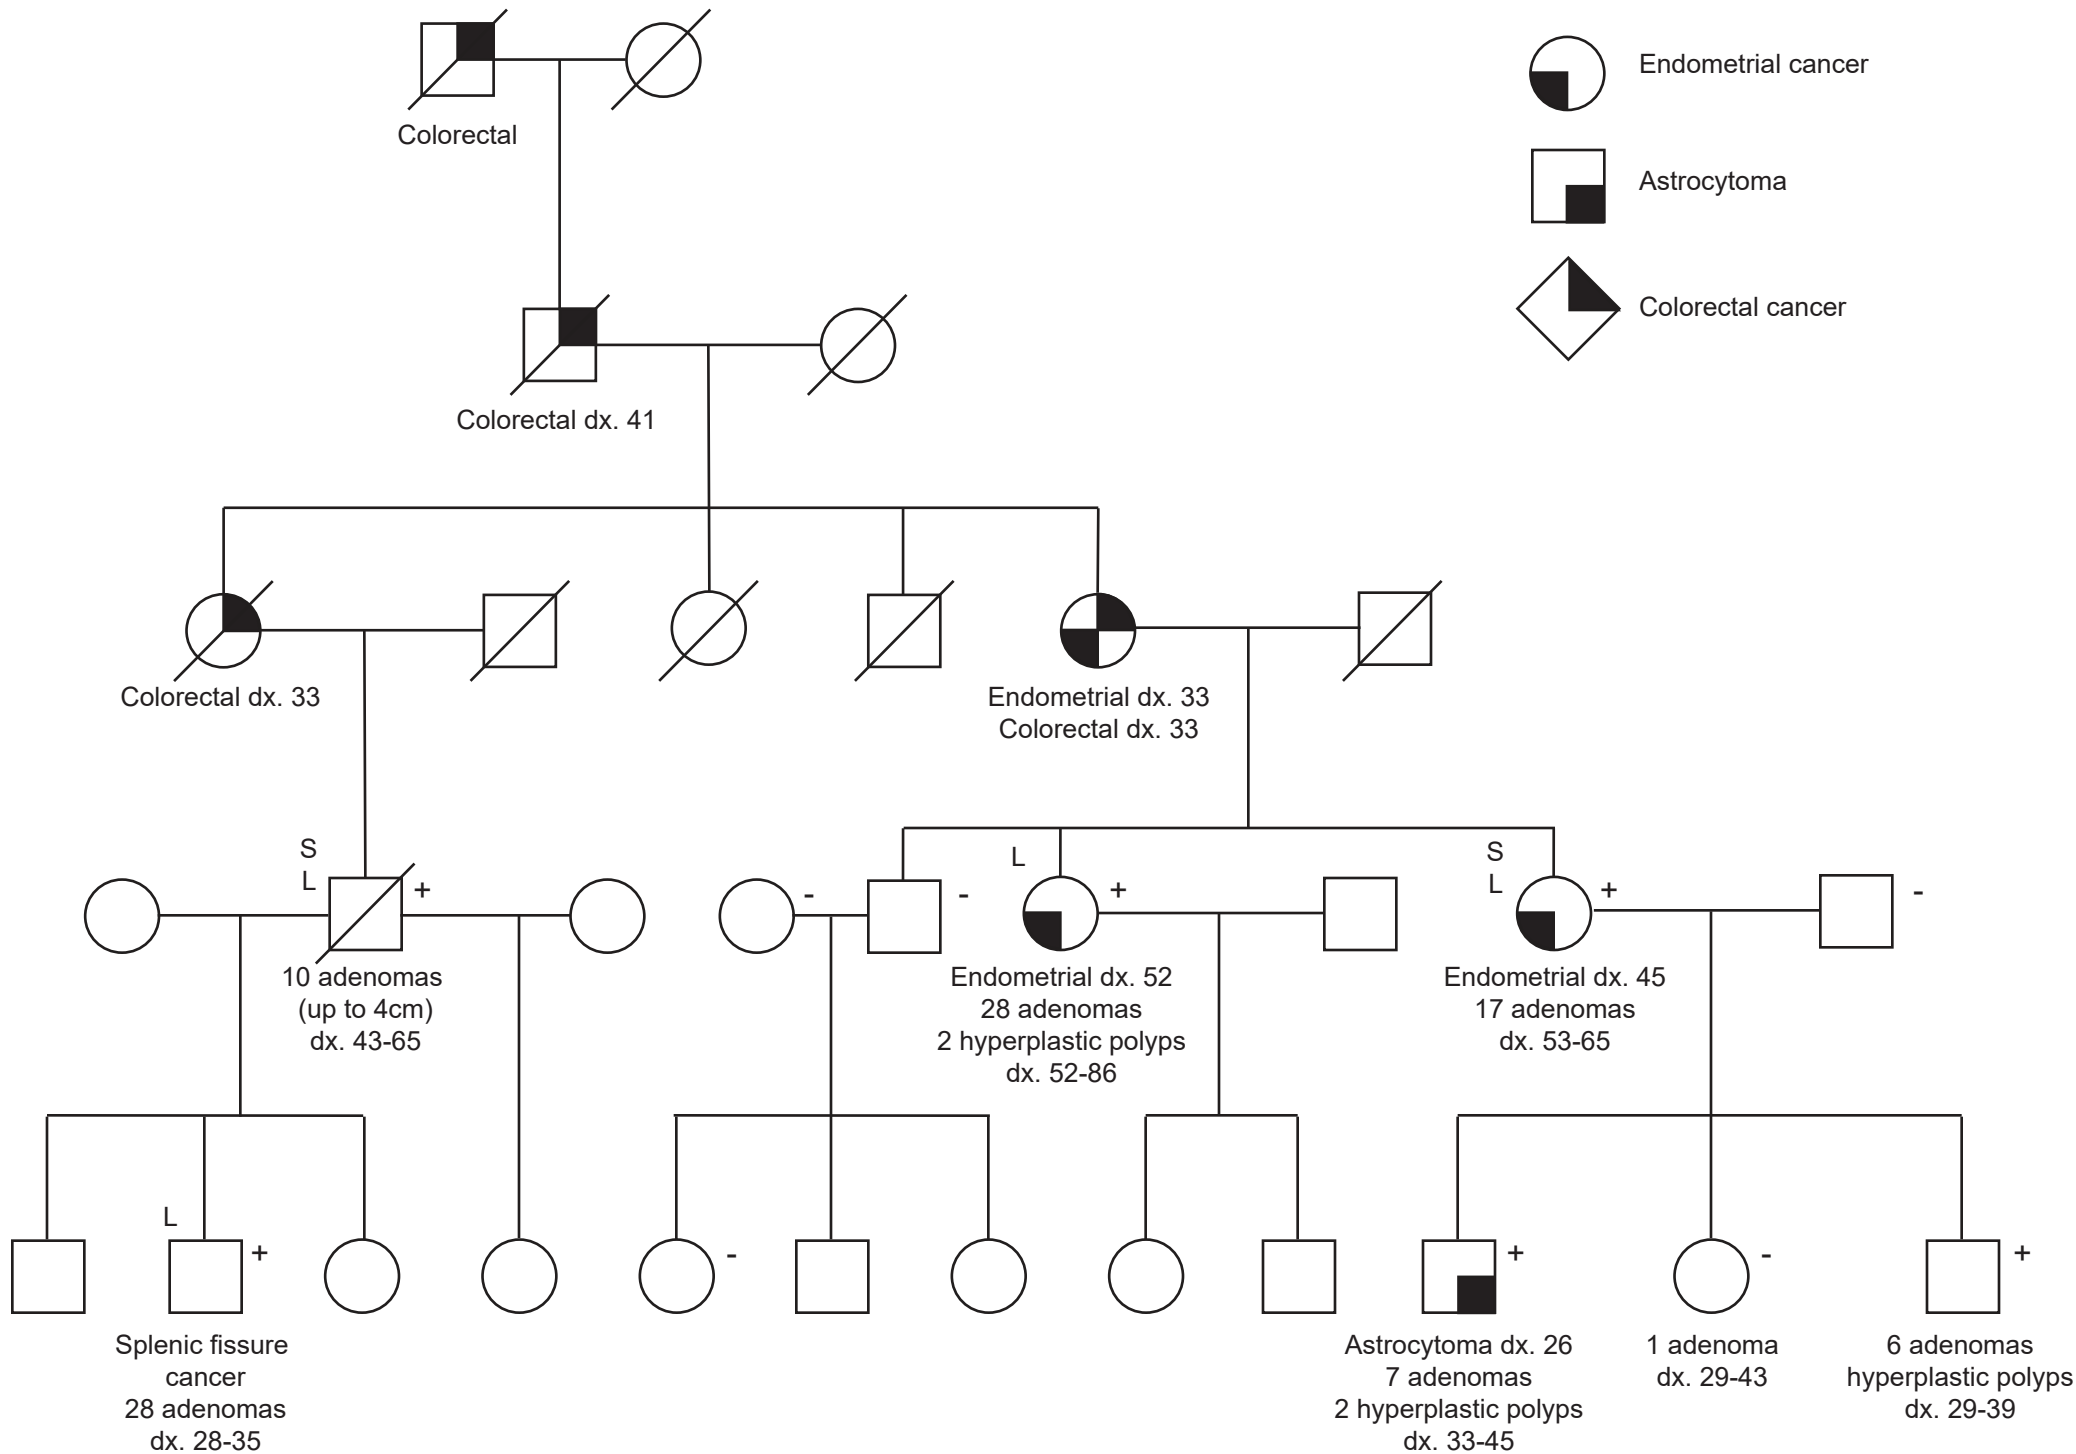 Endometrial cancer
Astrocytoma
Colorectal cancer
Colorectal
Colorectal dx. 41
Colorectal dx. 33
Endometrial dx. 33
Colorectal dx. 33
S
L
+
10 adenomas
(up to 4cm)
dx. 43-65
-
-
L
+
Endometrial dx. 52
28 adenomas
2 hyperplastic polyps
dx. 52-86
S
L
+
Endometrial dx. 45
17 adenomas
dx. 53-65
-
L
+
Splenic fissure
cancer
28 adenomas
dx. 28-35
-
+
Astrocytoma dx. 26
7 adenomas
2 hyperplastic polyps
dx. 33-45
-
1 adenoma
dx. 29-43
+
6 adenomas
hyperplastic polyps
dx. 29-39